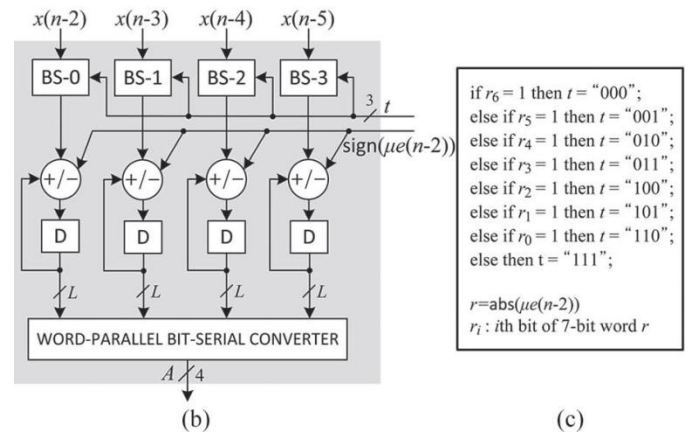 x(n-2) x(n-3) x(n-4) x(n-5)
BS-0 BS-1 BS-2 BS-3
3 t
sign(μe(n-2))
+/− +/− +/− +/−
D D D D
L L L L
WORD-PARALLEL BIT-SERIAL CONVERTER
A 4
(b)
if r6 = 1 then t = “000”;
else if r5 = 1 then t = “001”;
else if r4 = 1 then t = “010”;
else if r3 = 1 then t = “011”;
else if r2 = 1 then t = “100”;
else if r1 = 1 then t = “101”;
else if r0 = 1 then t = “110”;
else then t = “111”;
r=abs(μe(n-2))
ri : ith bit of 7-bit word r
(c)